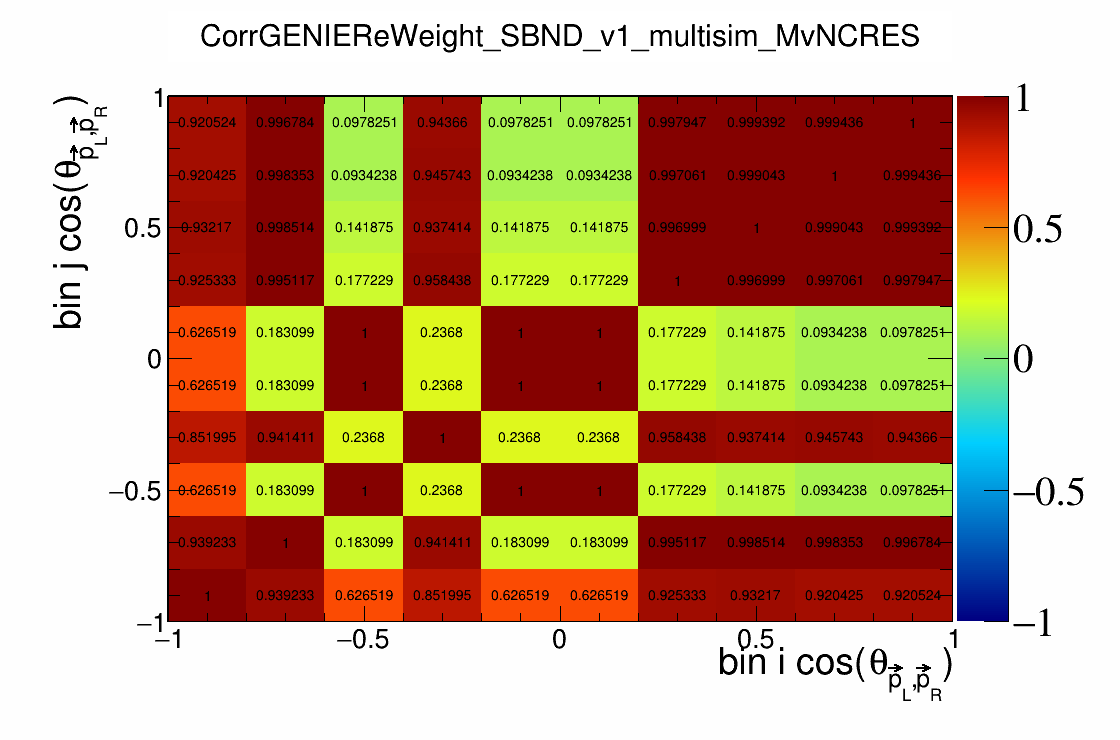 CorrGENIEReWeight_SBND_v1_multisim_MvNCRES
bin j cos(θ p⃗L,p⃗R)
1
0.5
0
−0.5
−1
0.920524 0.996784 0.0978251 0.94366 0.0978251 0.0978251 0.997947 0.999392 0.999436 1
0.920425 0.998353 0.0934238 0.945743 0.0934238 0.0934238 0.997061 0.999043 1 0.999436
0.93217 0.998514 0.141875 0.937414 0.141875 0.141875 0.996999 1 0.999043 0.999392
0.925333 0.995117 0.177229 0.958438 0.177229 0.177229 1 0.996999 0.997061 0.997947
0.626519 0.183099 1 0.2368 1 1 0.177229 0.141875 0.0934238 0.0978251
0.626519 0.183099 1 0.2368 1 1 0.177229 0.141875 0.0934238 0.0978251
0.851995 0.941411 0.2368 1 0.2368 0.2368 0.958438 0.937414 0.945743 0.94366
0.626519 0.183099 1 0.2368 1 1 0.177229 0.141875 0.0934238 0.0978251
0.939233 1 0.183099 0.941411 0.183099 0.183099 0.995117 0.998514 0.998353 0.996784
1 0.939233 0.626519 0.851995 0.626519 0.626519 0.925333 0.93217 0.920425 0.920524
−1 −0.5 0 0.5 1
bin i cos(θ p⃗L,p⃗R)
1
0.5
0
−0.5
−1